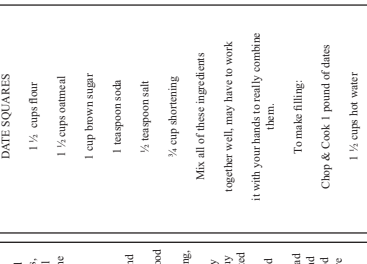 DATE SQUARES
1 ½ cups flour
1 ½ cups oatmeal
1 cup brown sugar
1 teaspoon soda
½ teaspoon salt
¾ cup shortening
Mix all of these ingredients
together well, may have to work
it with your hands to really combine
them.
To make filling:
Chop & Cook 1 pound of dates
1 ½ cups hot water